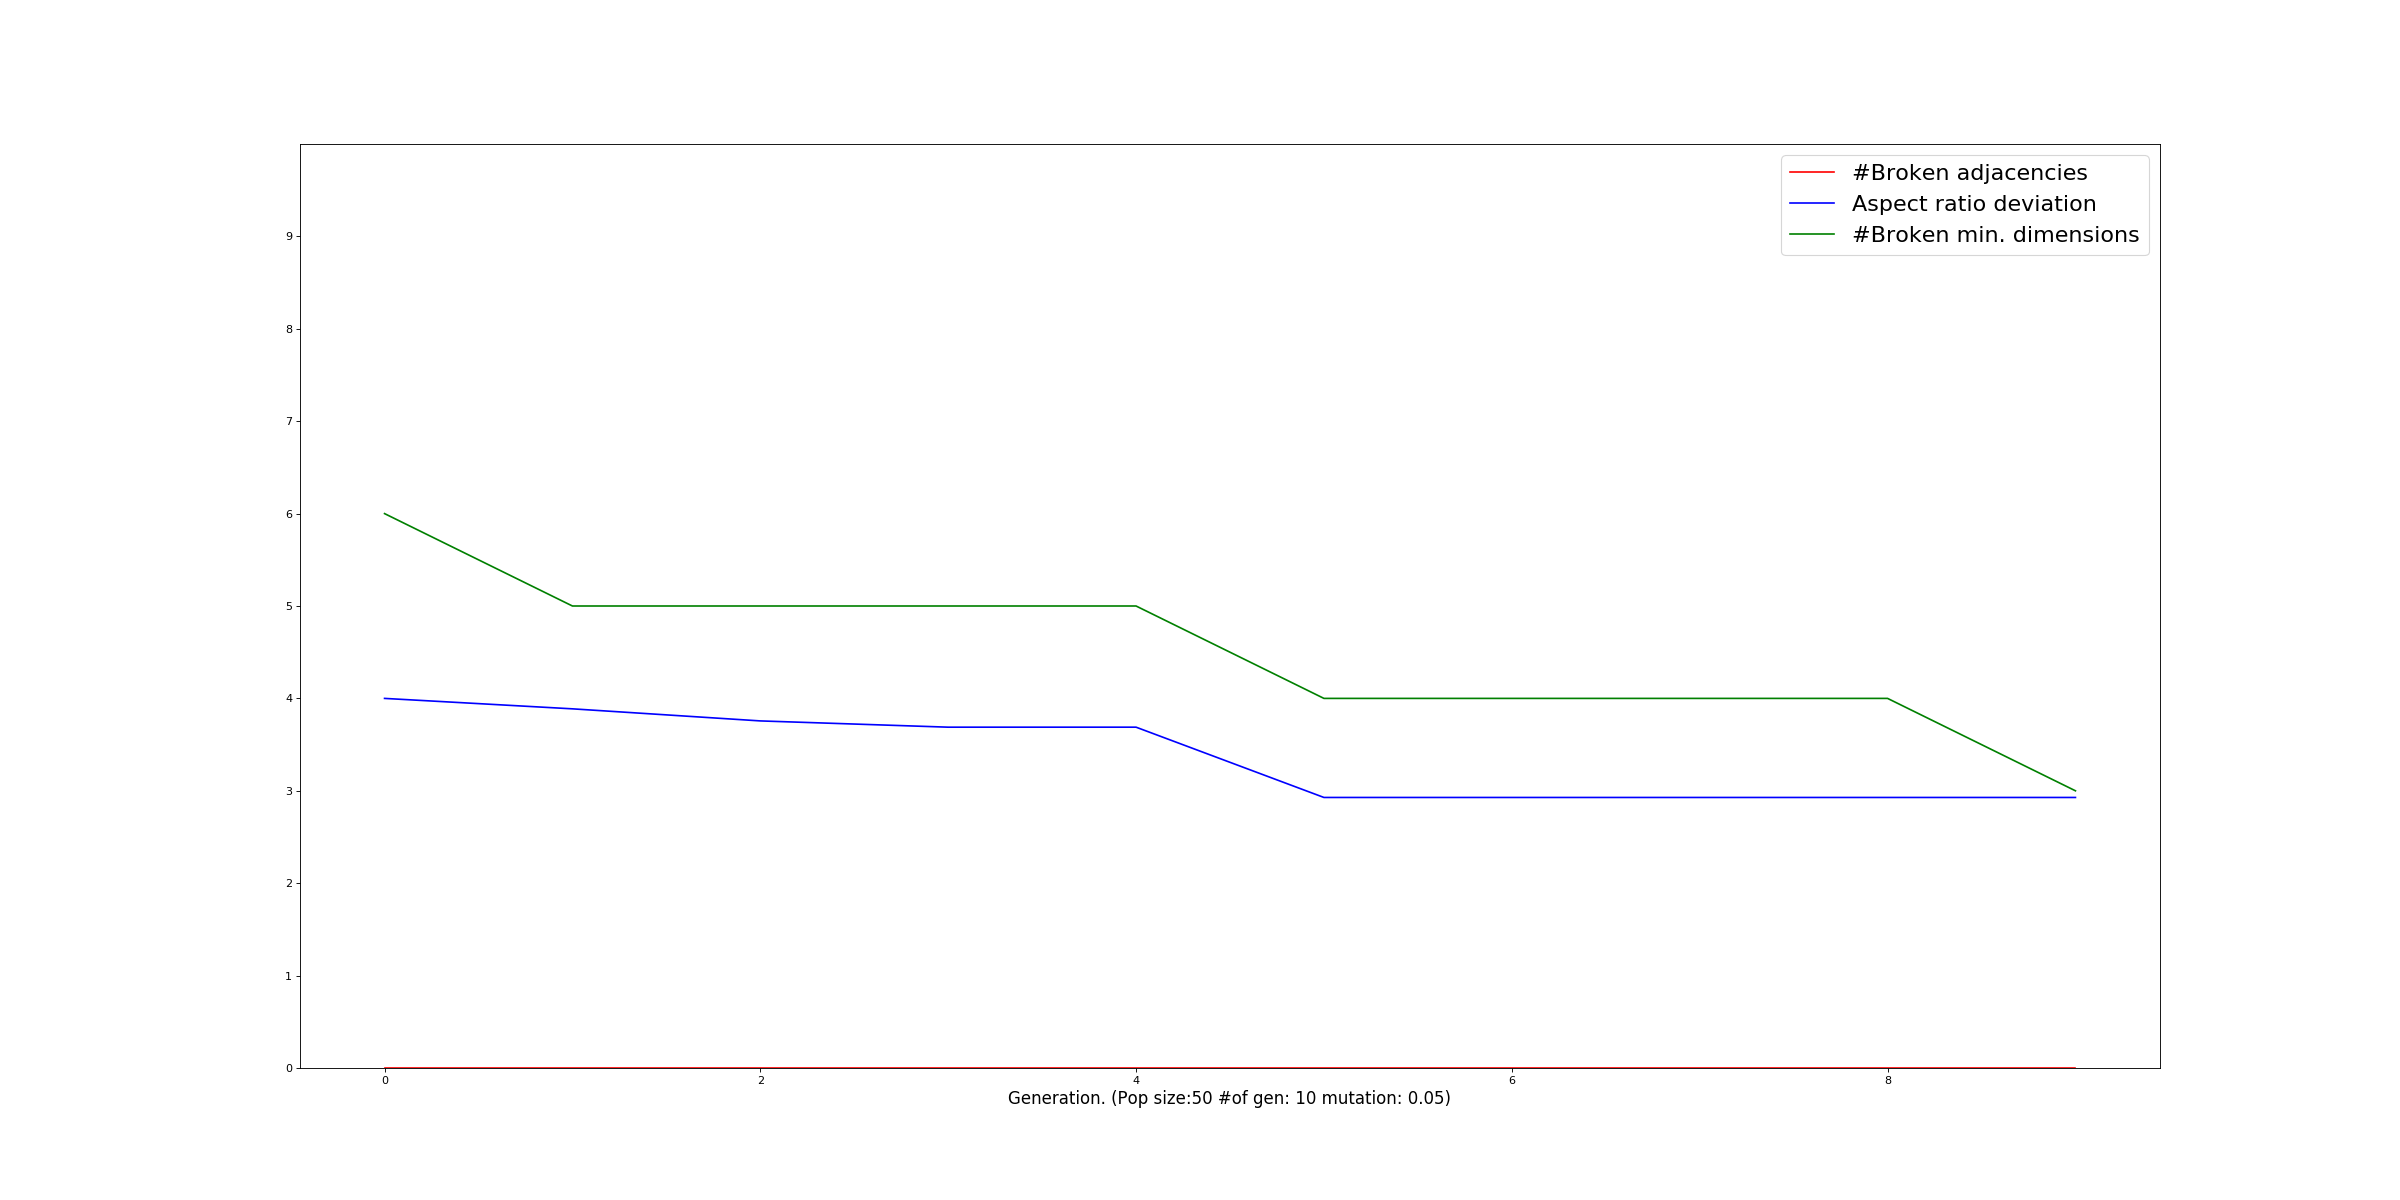 #Broken adjacencies
Aspect ratio deviation
#Broken min. dimensions
9
8
7
6
5
4
3
2
1
0
0 2 4 6 8
Generation. (Pop size:50 #of gen: 10 mutation: 0.05)